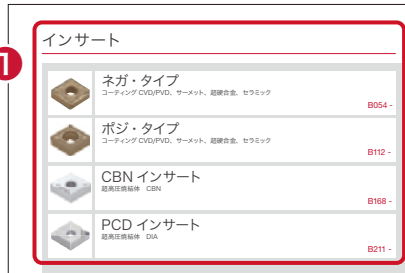 1
インサート
ネガ・タイプ
コーティング CVD/PVD、サーメット、超硬合金、セラミック
B054 -
ポジ・タイプ
コーティング CVD/PVD、サーメット、超硬合金、セラミック
B112 -
CBN インサート
超高圧焼結体 CBN
B168 -
PCD インサート
超高圧焼結体 DIA
B211 -